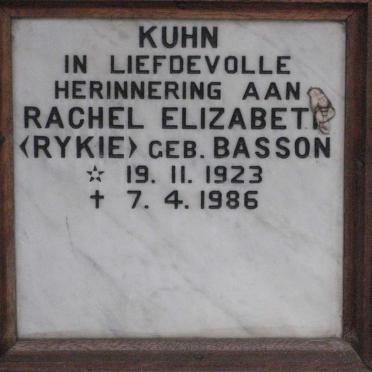 KUHN
IN LIEFDEVOLLE
HERINNERING AAN
RACHEL ELIZABET
<RYKIE> GEB. BASSON
☆ 19. 11. 1923
✝ 7. 4. 1986